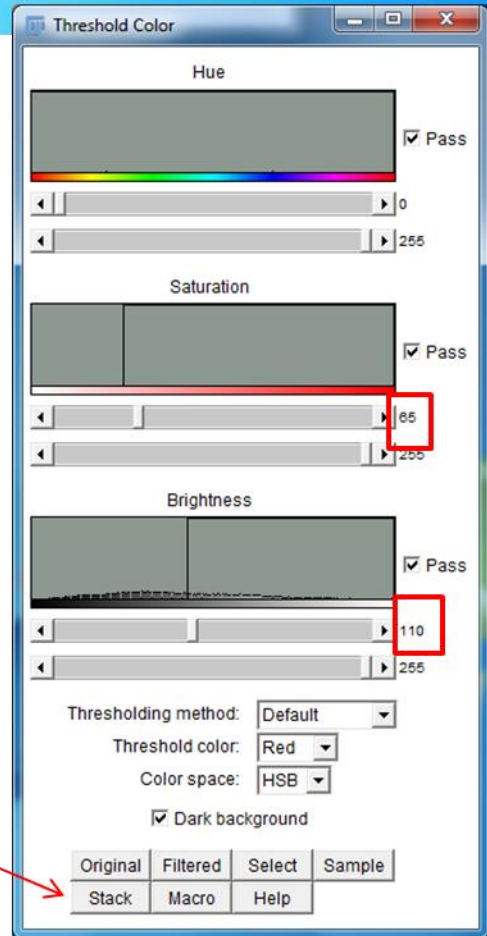 Threshold Color
Hue
Pass
0
255
Saturation
Pass
65
255
Brightness
Pass
110
255
Thresholding method: Default
Threshold color: Red
Color space: HSB
Dark background
Original Filtered Select Sample
Stack Macro Help